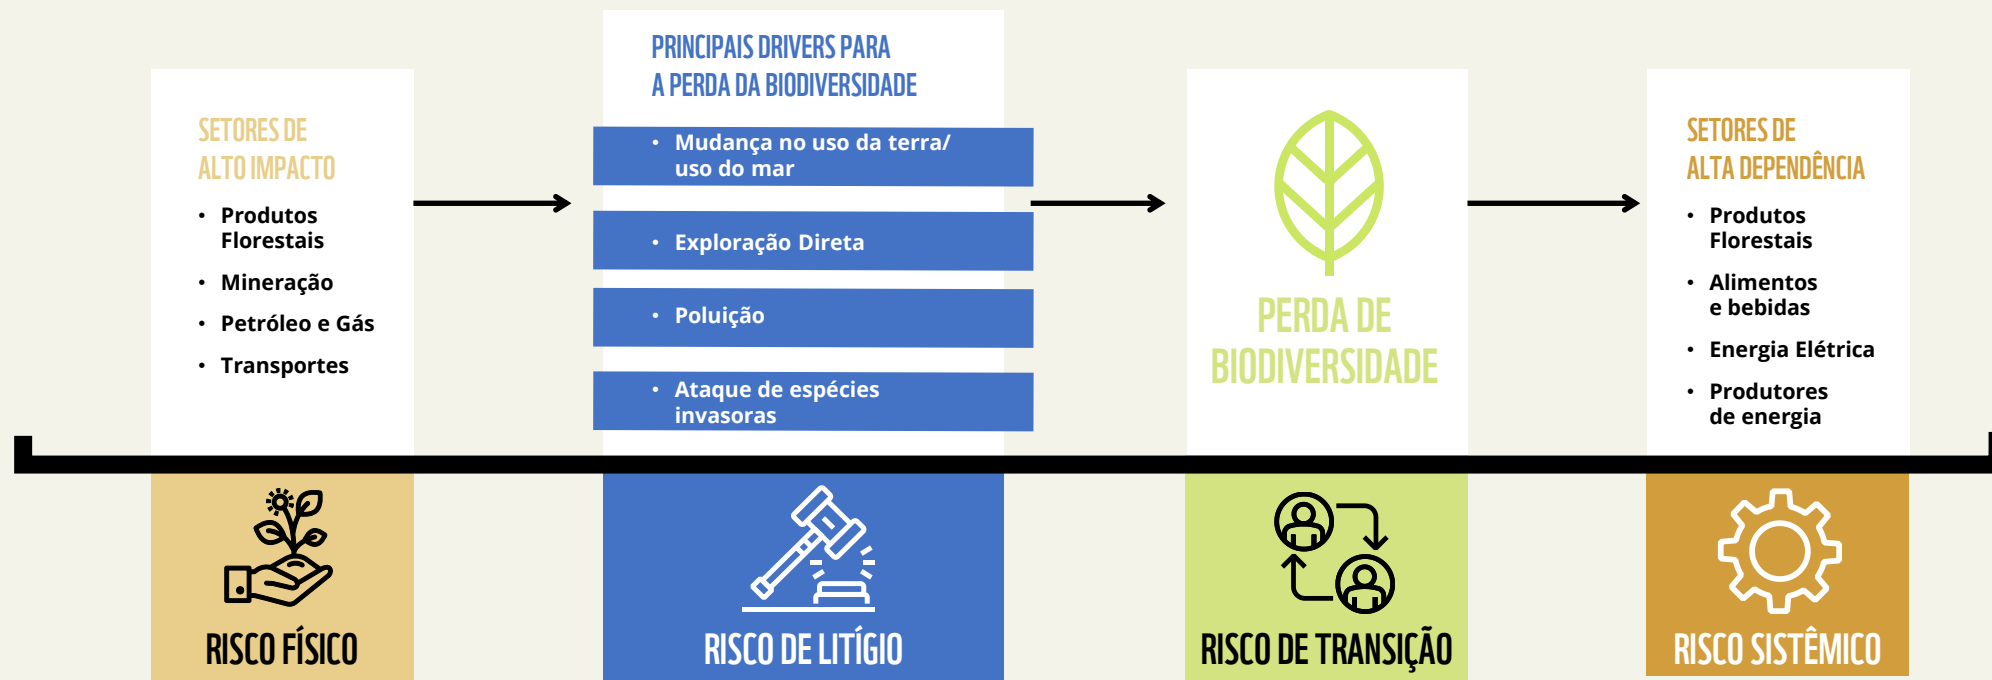 SETORES DE
ALTO IMPACTO
• Produtos
Florestais
• Mineração
• Petróleo e Gás
• Transportes
PRINCIPAIS DRIVERS PARA
A PERDA DA BIODIVERSIDADE
• Mudança no uso da terra/
uso do mar
• Exploração Direta
• Poluição
• Ataque de espécies
invasoras
PERDA DE
BIODIVERSIDADE
SETORES DE
ALTA DEPENDÊNCIA
• Produtos
Florestais
• Alimentos
e bebidas
• Energia Elétrica
• Produtores
de energia
RISCO FÍSICO
RISCO DE LITÍGIO
RISCO DE TRANSIÇÃO
RISCO SISTÊMICO